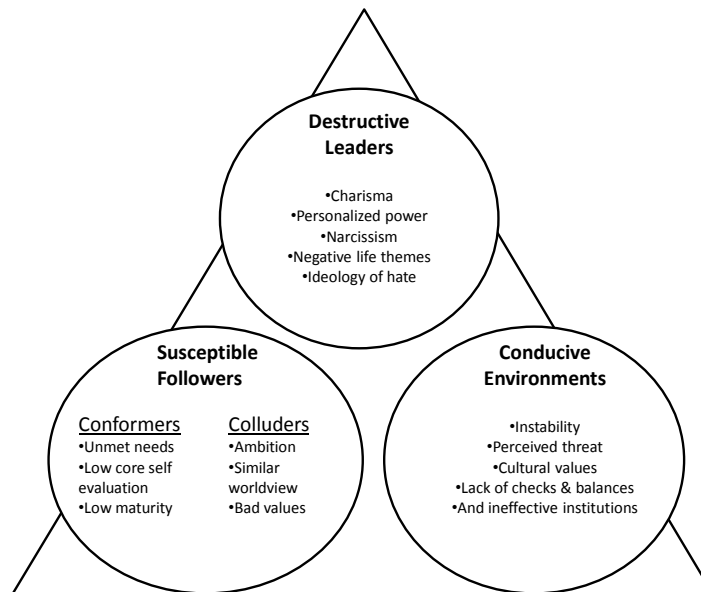 Destructive
Leaders
•Charisma
•Personalized power
•Narcissism
•Negative life themes
•Ideology of hate
Susceptible
Followers
Conformers
•Unmet needs
•Low core self
evaluation
•Low maturity
Colluders
•Ambition
•Similar
worldview
•Bad values
Conducive
Environments
•Instability
•Perceived threat
•Cultural values
•Lack of checks & balances
•And ineffective institutions